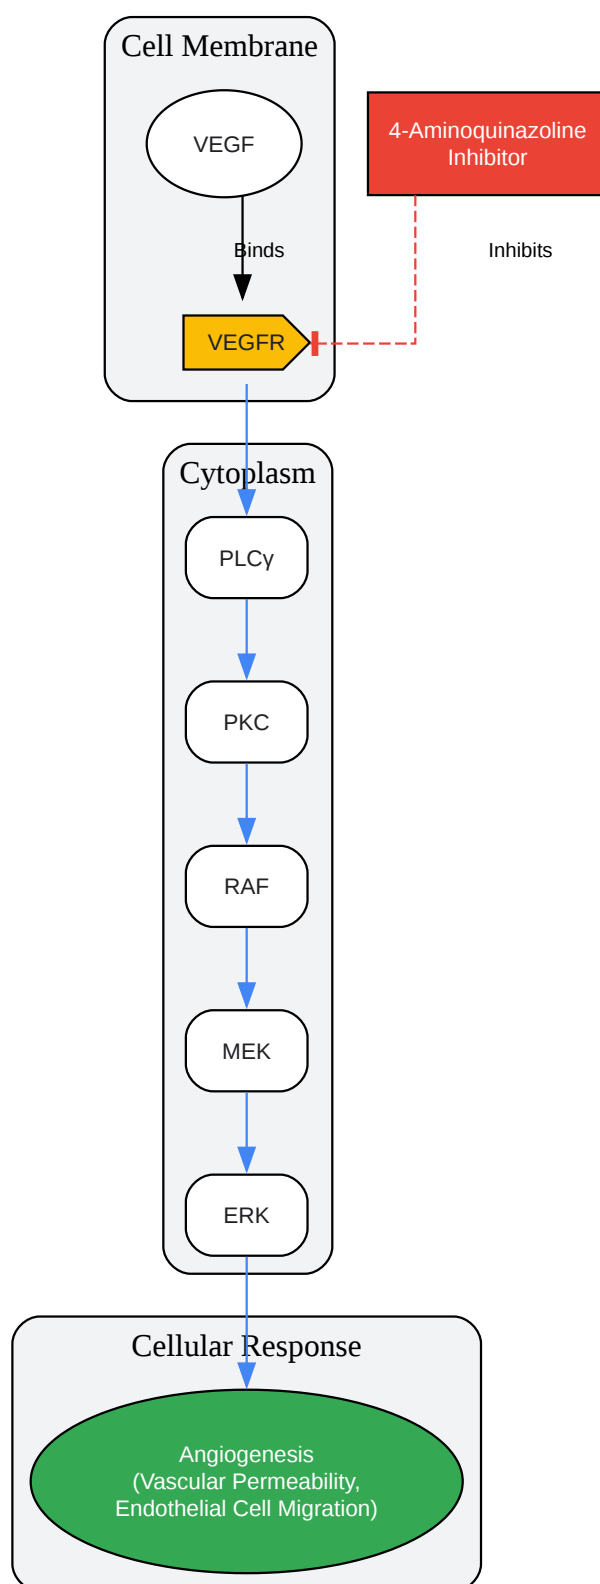 Cell Membrane
VEGF
4-Aminoquinazoline
Inhibitor
Binds
Inhibits
VEGFR
Cytoplasm
PLCγ
PKC
RAF
MEK
ERK
Cellular Response
Angiogenesis
(Vascular Permeability,
Endothelial Cell Migration)